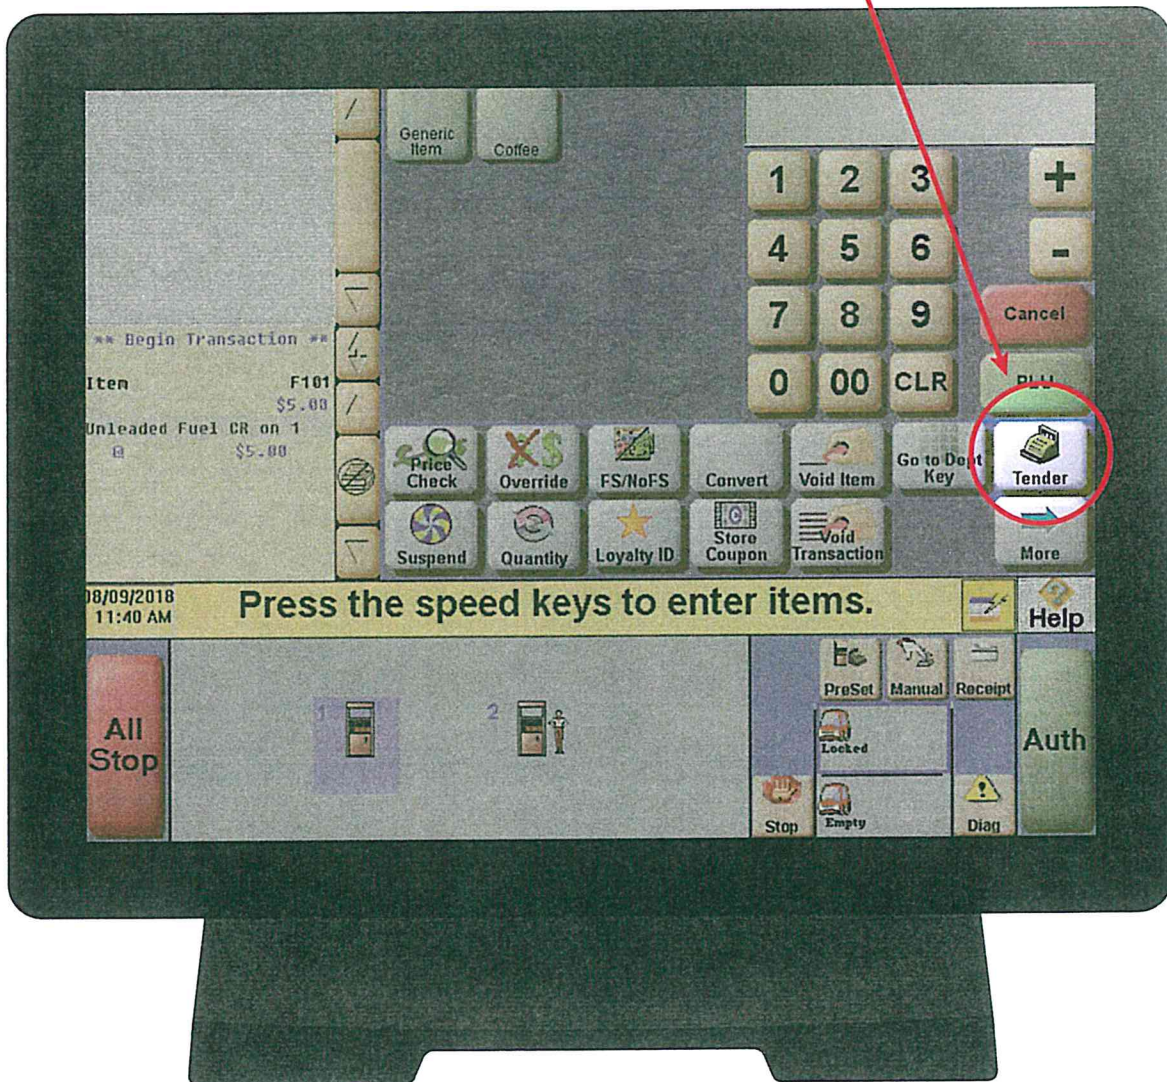 Generic Item
Coffee
1 2 3 +
4 5 6 -
7 8 9 Cancel
0 00 CLR PLU
** Begin Transaction **
Item F101
$5.00
Unleaded Fuel CR on 1
@ $5.00
Price Check
Override
FS/NoFS
Convert
Void Item
Go to Dept Key
Tender
Suspend
Quantity
Loyalty ID
Store Coupon
Void Transaction
More
08/09/2018
11:40 AM
Press the speed keys to enter items.
Help
All Stop
1
2
PreSet
Manual
Receipt
Locked
Auth
Stop
Empty
Diag